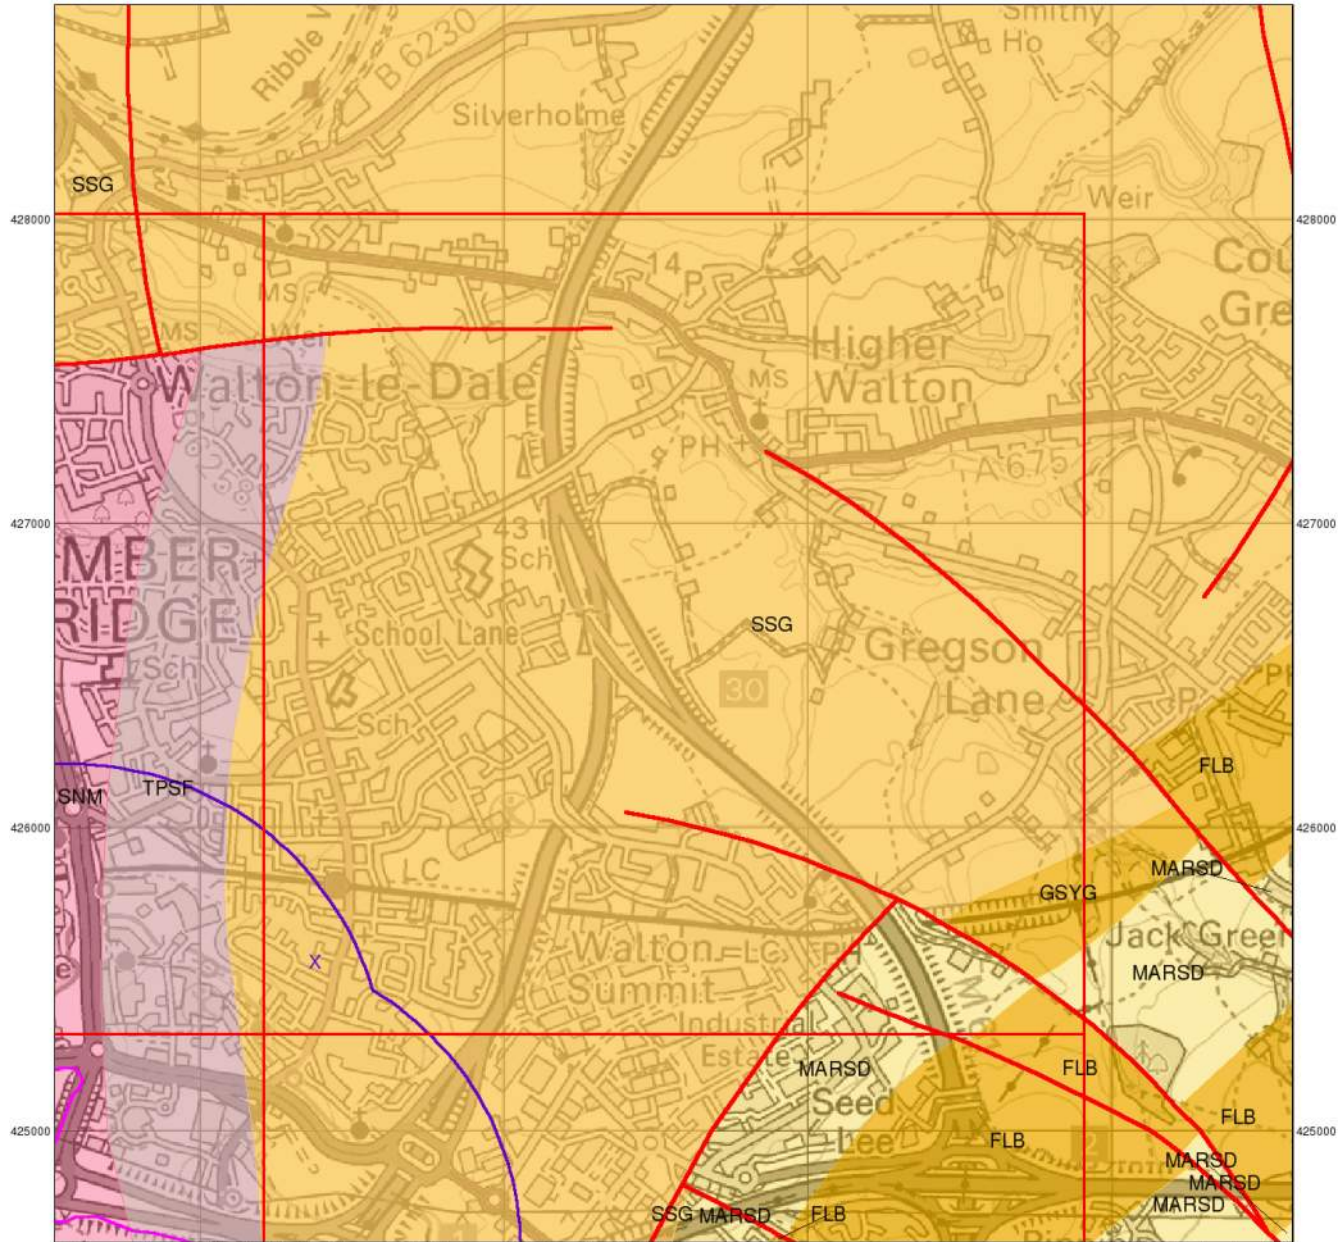 Smithy
Ho
Ribble
B 6230
Silverholme
SSG
Weir
428000
428000
Cou
Gre
14
P
MS
MS
Weir
Higher
Walton
MS
Walton-le-Dale
PH
A 675
427000
427000
43
Sch
MBER
RIDGE
SSG
School Lane
Gregson
Lane
Sch
30
Sch
P
PH
FLB
TPSF
SNM
426000
426000
LC
MARSD
GSYG
Jack Green
Walton
LC
Summit
X
MARSD
Industrial
Estate
MARSD
FLB
Seed
Lee
FLB
FLB
425000
425000
2
MARSD
MARSD
MARSD
SSG
MARSD
FLB